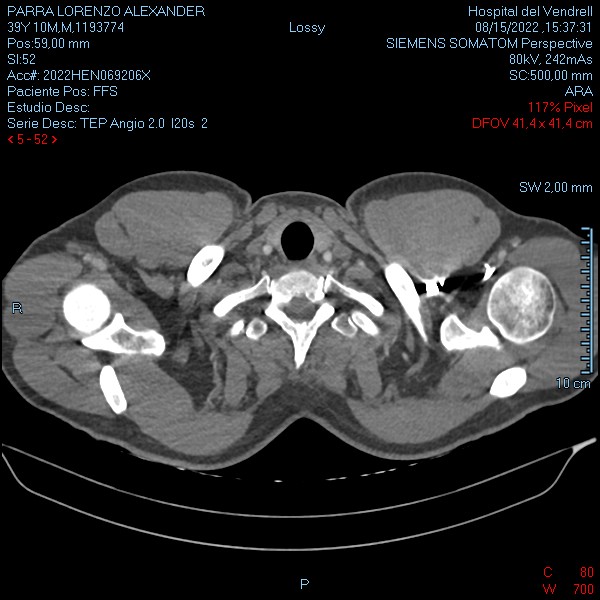 PARRA LORENZO ALEXANDER
39Y 10M,M,1193774
Pos:59,00 mm
SI:52
Acc#: 2022HEN069206X
Paciente Pos: FFS
Estudio Desc:
Serie Desc: TEP Angio 2.0 I20s 2
< 5 - 52 >
Lossy
Hospital del Vendrell
08/15/2022 ,15:37:31
SIEMENS SOMATOM Perspective
80kV, 242mAs
SC:500,00 mm
ARA
117% Pixel
DFOV 41,4 x 41,4 cm
SW 2,00 mm
R
10 cm
P
C 80
W 700